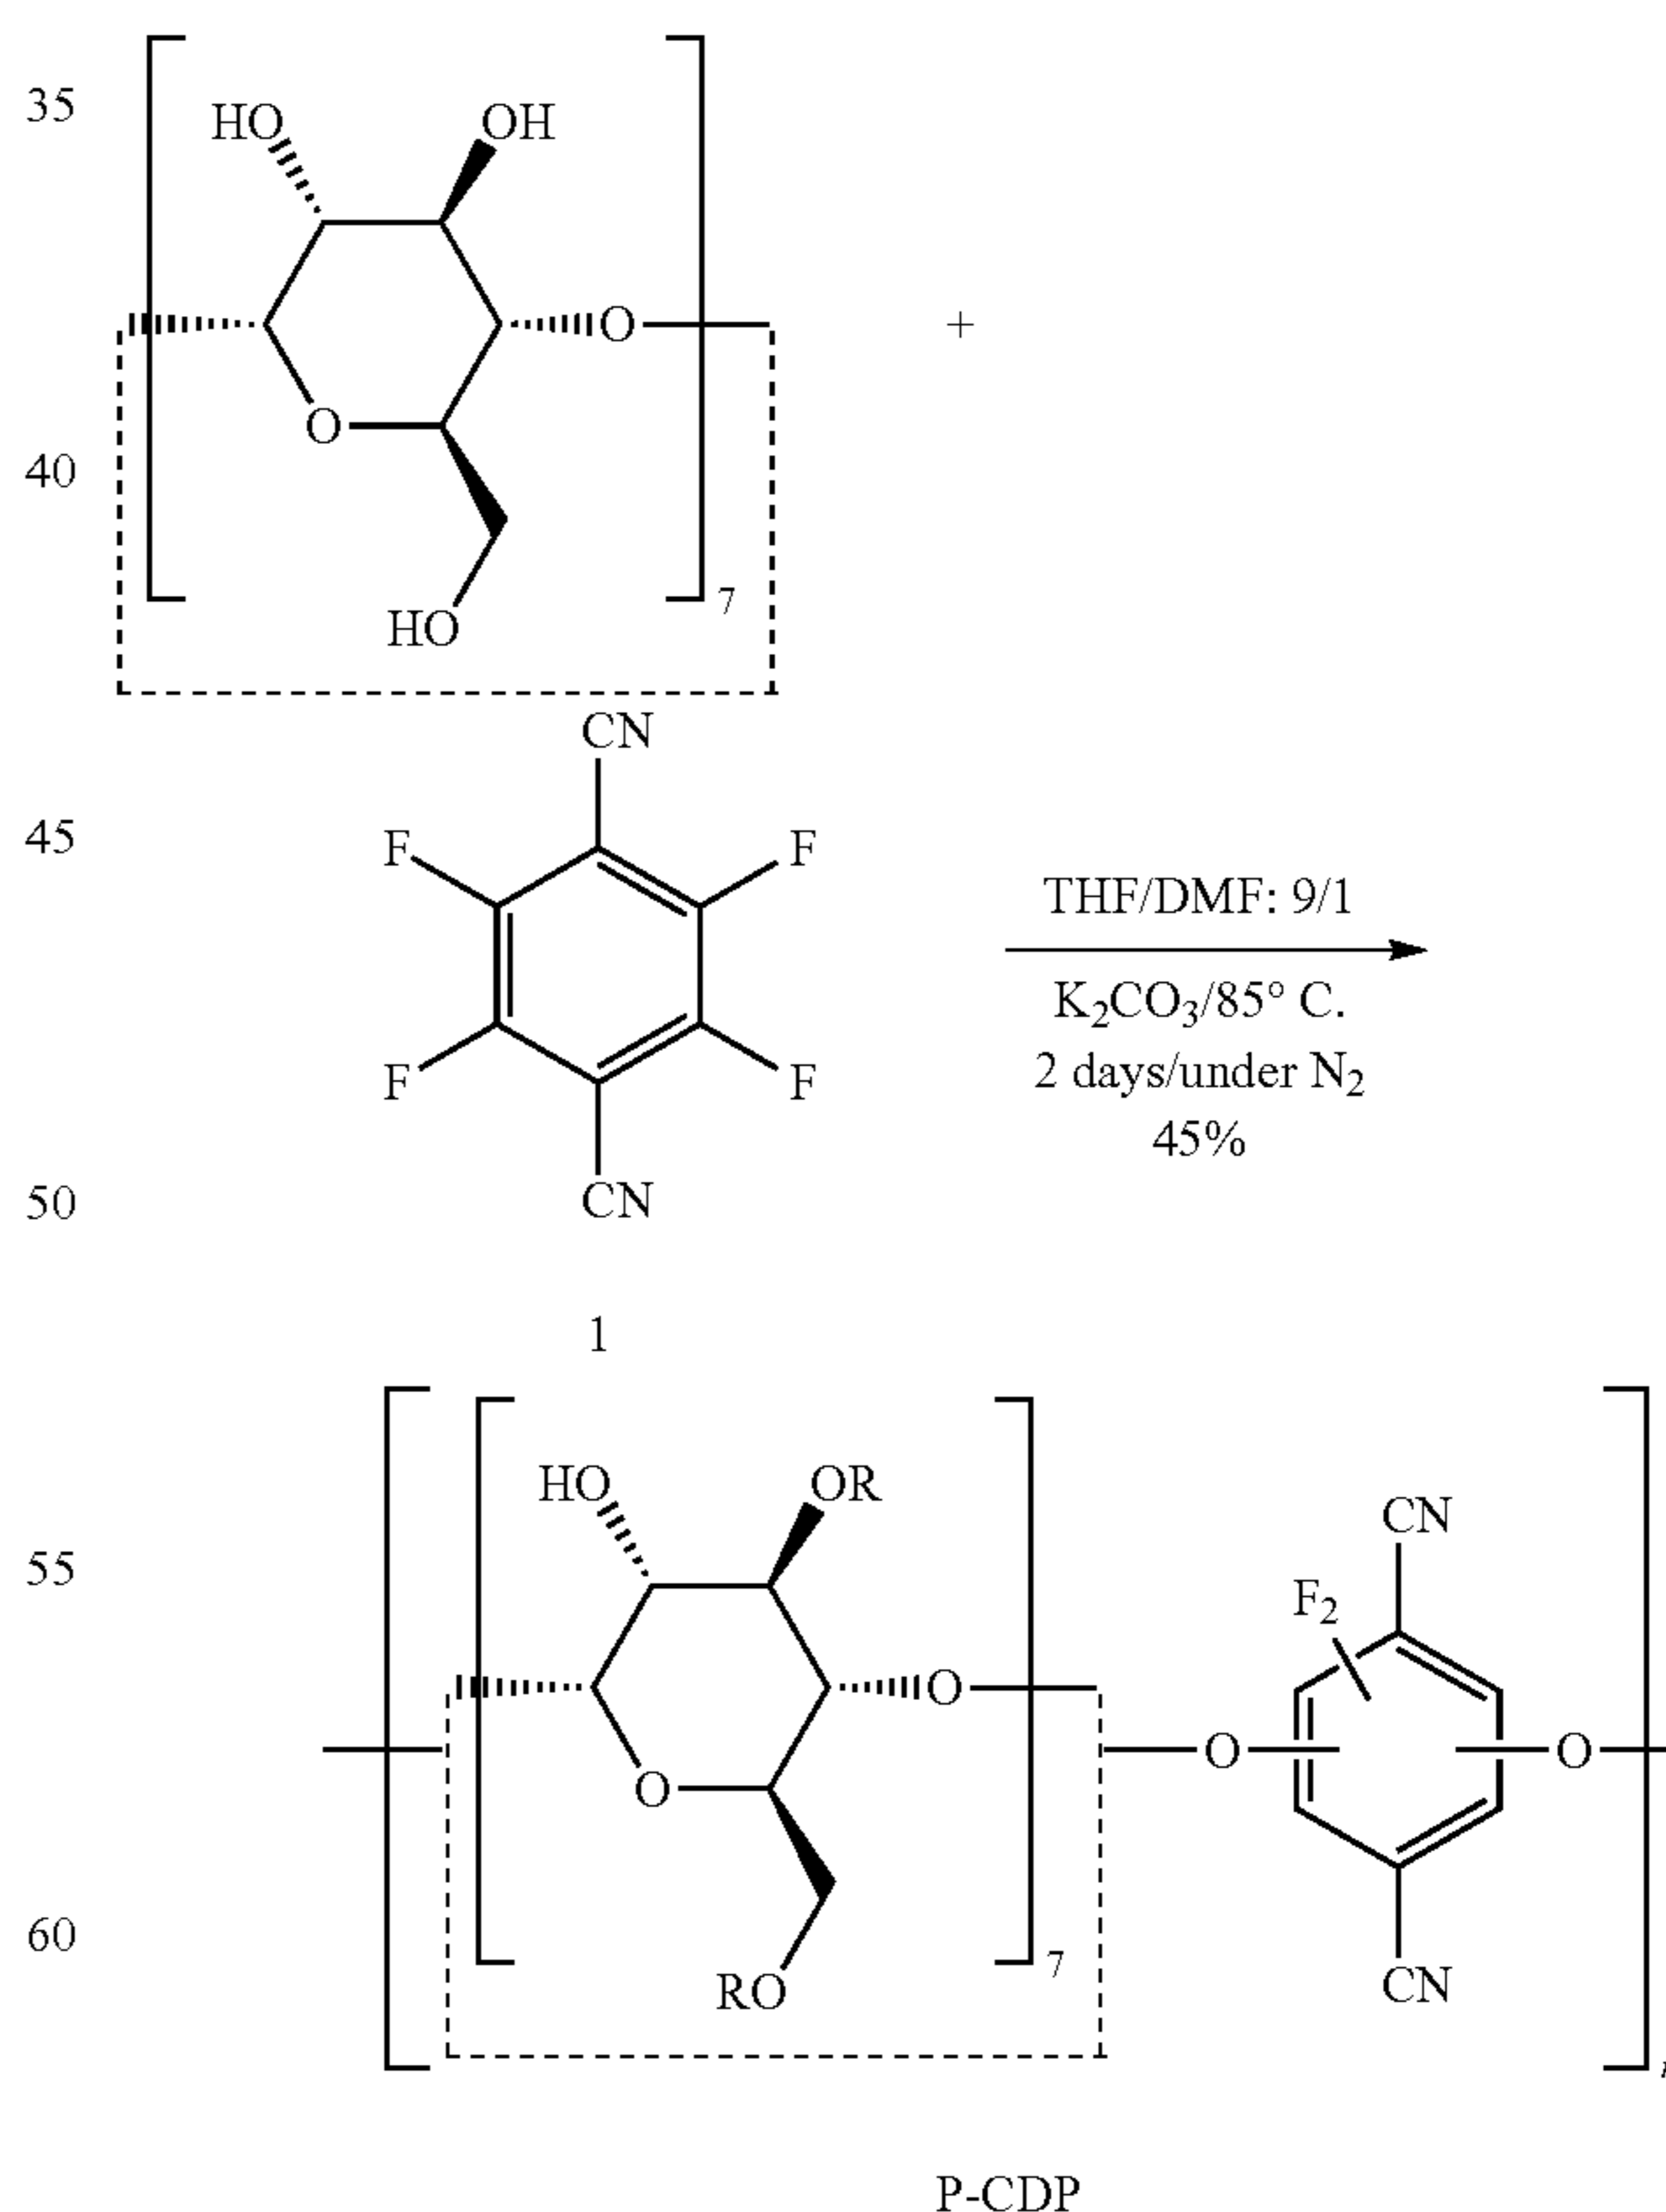 35
HO OH
O
+
O
40
7
HO
CN
45
F F
THF/DMF: 9/1
K₂CO₃/85° C.
F F
2 days/under N₂
45%
50
CN
1
HO OR
CN
55
F₂
O
O O
O
60
7
RO
CN
P-CDP